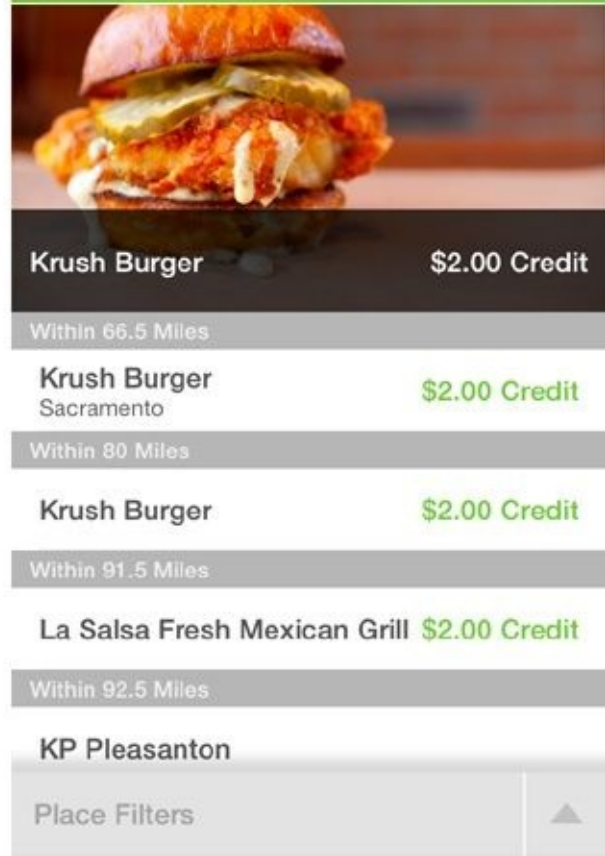 Krush Burger $2.00 Credit
Within 66.5 Miles
Krush Burger $2.00 Credit
Sacramento
Within 80 Miles
Krush Burger $2.00 Credit
Within 91.5 Miles
La Salsa Fresh Mexican Grill $2.00 Credit
Within 92.5 Miles
KP Pleasanton
Place Filters